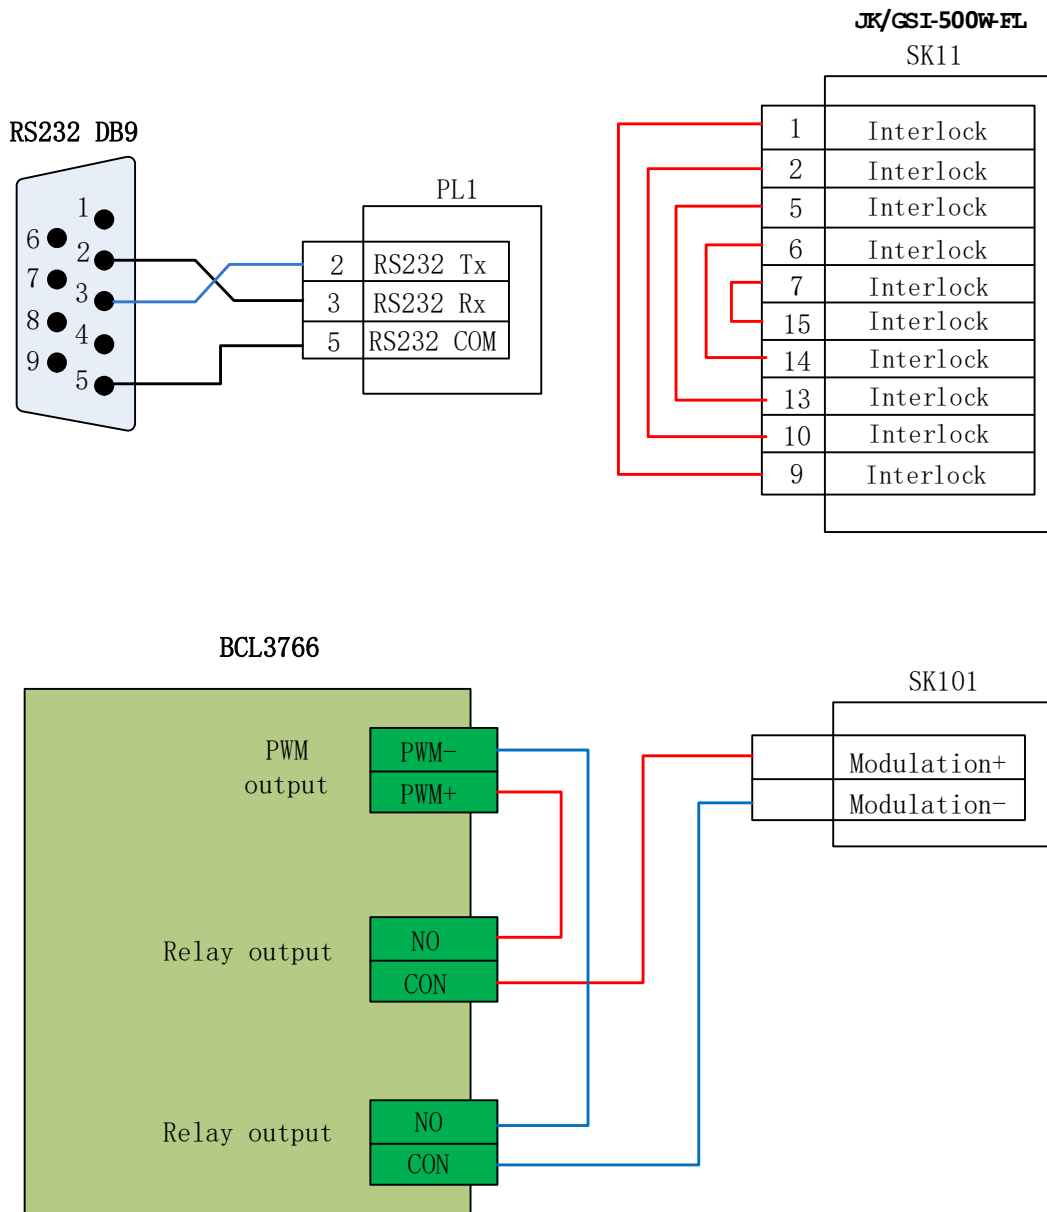 JK/GSI-500W-FL
SK11
1 Interlock
2 Interlock
5 Interlock
6 Interlock
7 Interlock
15 Interlock
14 Interlock
13 Interlock
10 Interlock
9 Interlock
RS232 DB9
1
6
2
7
3
8
4
9
5
PL1
2 RS232 Tx
3 RS232 Rx
5 RS232 COM
BCL3766
PWM
output
PWM-
PWM+
Relay output
NO
CON
Relay output
NO
CON
SK101
Modulation+
Modulation-